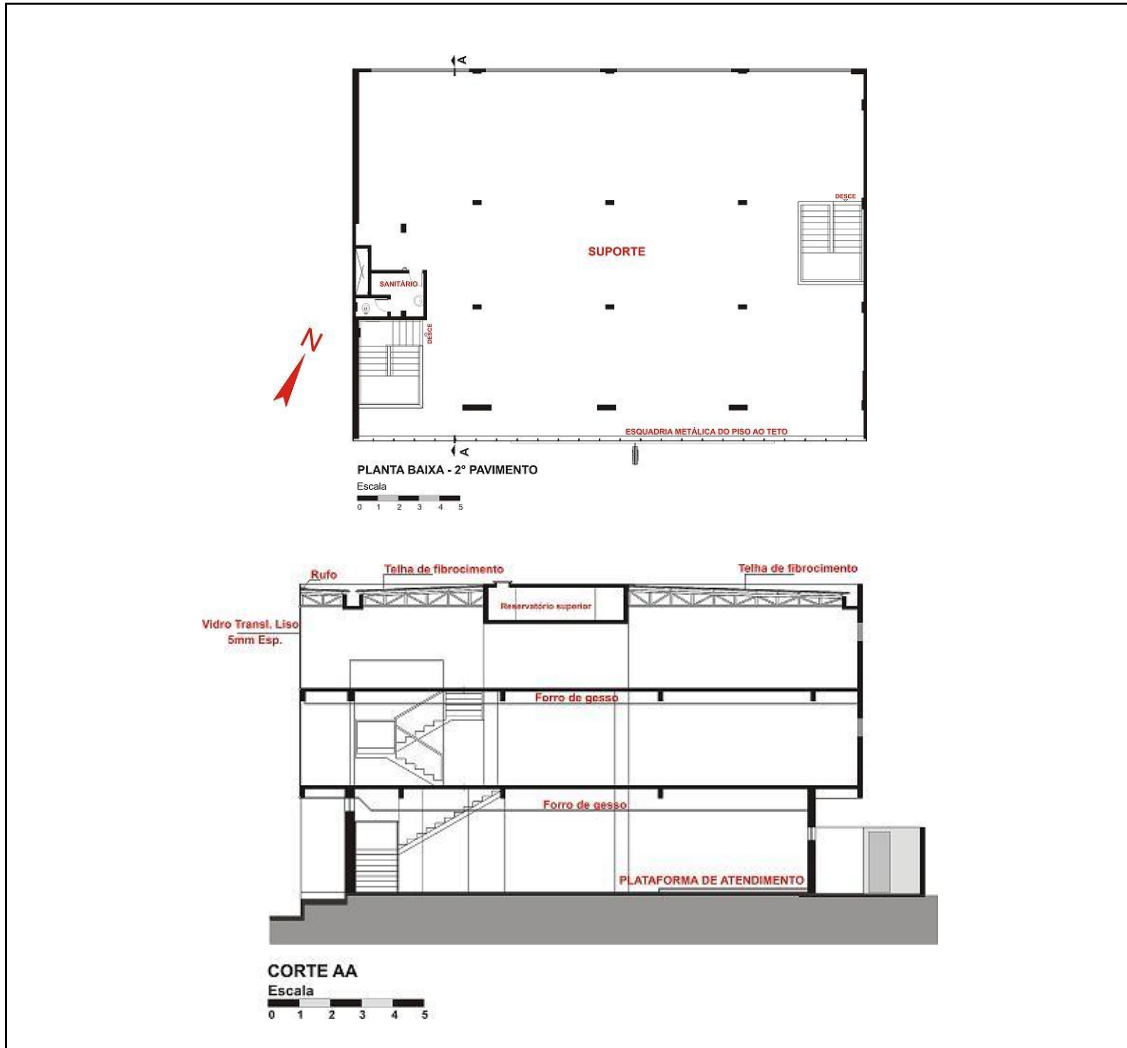 A
DESCE
SUPORTE
SANITÁRIO
DESCE
N
ESQUADRIA METÁLICA DO PISO AO TETO
A
PLANTA BAIXA - 2° PAVIMENTO
Escala
0 1 2 3 4 5
Rufo
Telha de fibrocimento
Telha de fibrocimento
Reservatório superior
Vidro Transl. Liso
5mm Esp.
Forro de gesso
Forro de gesso
PLATAFORMA DE ATENDIMENTO
CORTE AA
Escala
0 1 2 3 4 5